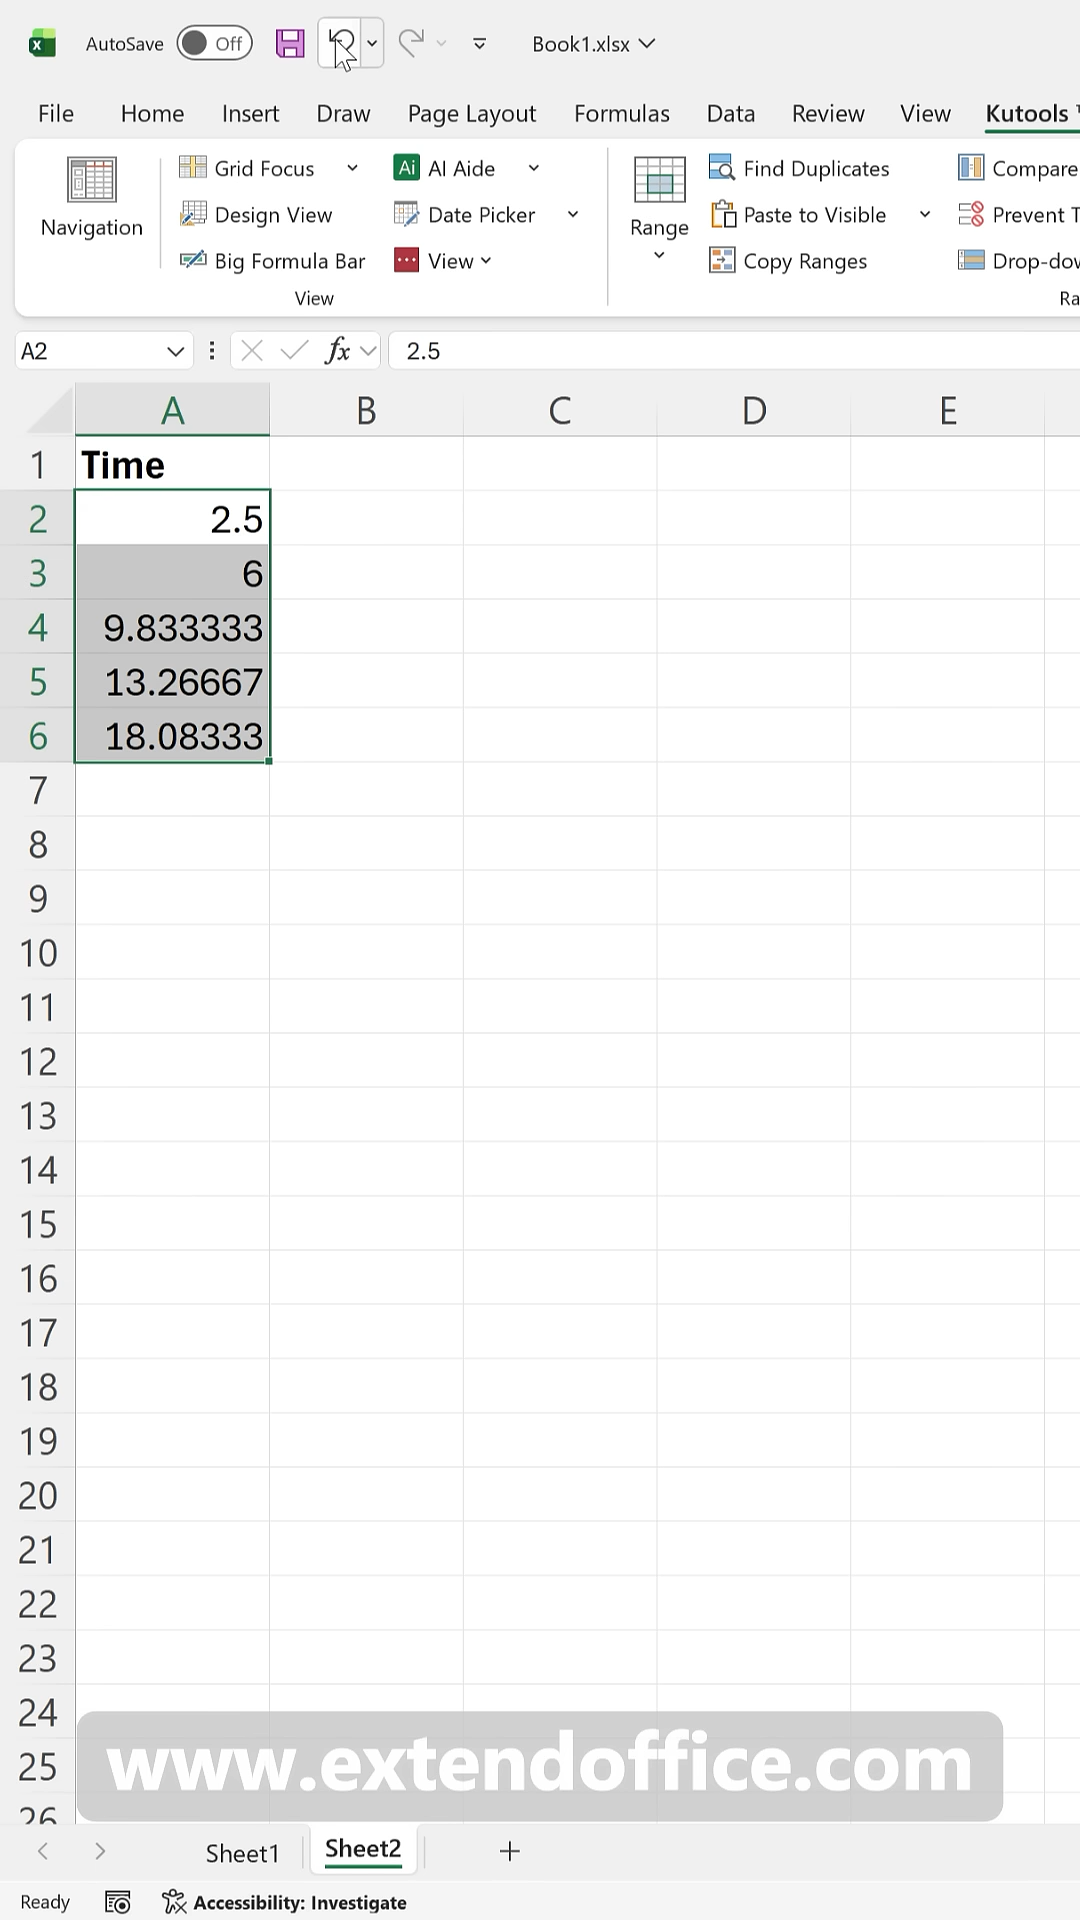 AutoSave Off Book1.xlsx
File Home Insert Draw Page Layout Formulas Data Review View Kutools
Grid Focus AI Aide Find Duplicates Compare
Navigation Design View Date Picker Range Paste to Visible Prevent T
Big Formula Bar View Copy Ranges
View
A2 fx 2.5
A B C D E
1 Time
2 2.5
3 6
4 9.833333
5 13.26667
6 18.08333
7
8
9
10
11
12
13
14
15
16
17
18
19
20
21
22
23
24
25 www.extendoffice.com
26
Sheet1 Sheet2
Ready Accessibility: Investigate